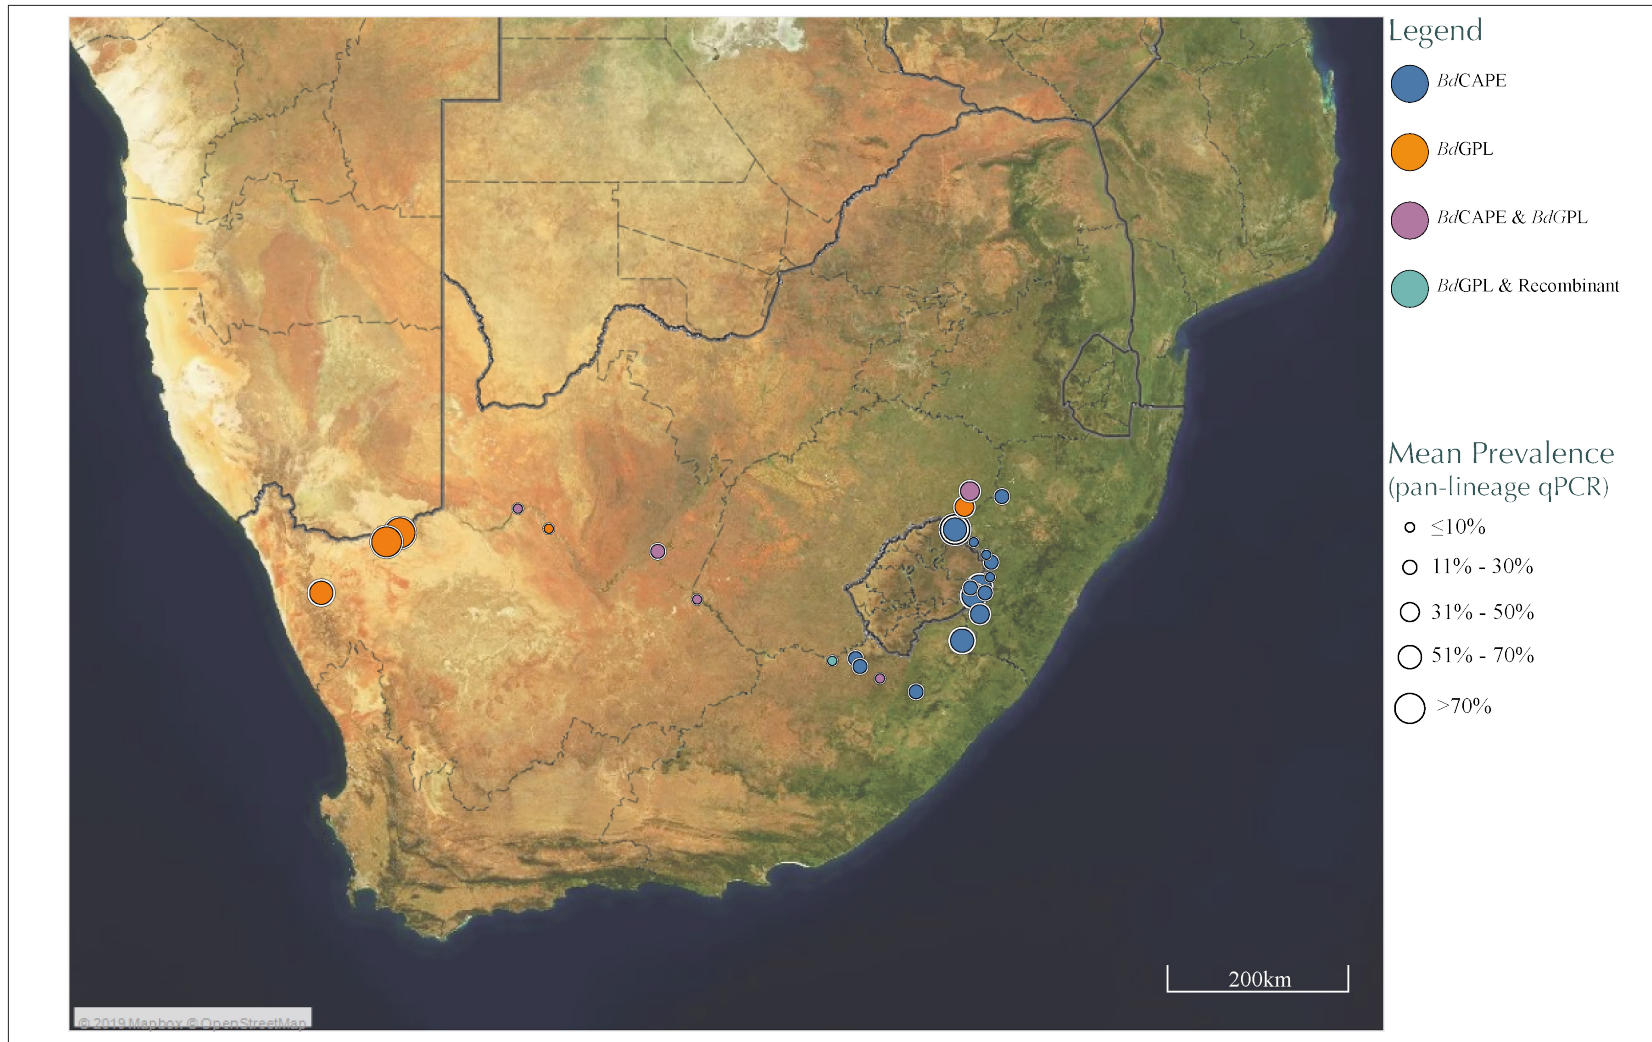 Legend
BdCAPE
BdGPL
BdCAPE & BdGPL
BdGPL & Recombinant
Mean Prevalence
(pan-lineage qPCR)
≤10%
11% - 30%
31% - 50%
51% - 70%
>70%
200km
© 2019 Mapbox © OpenStreetMap